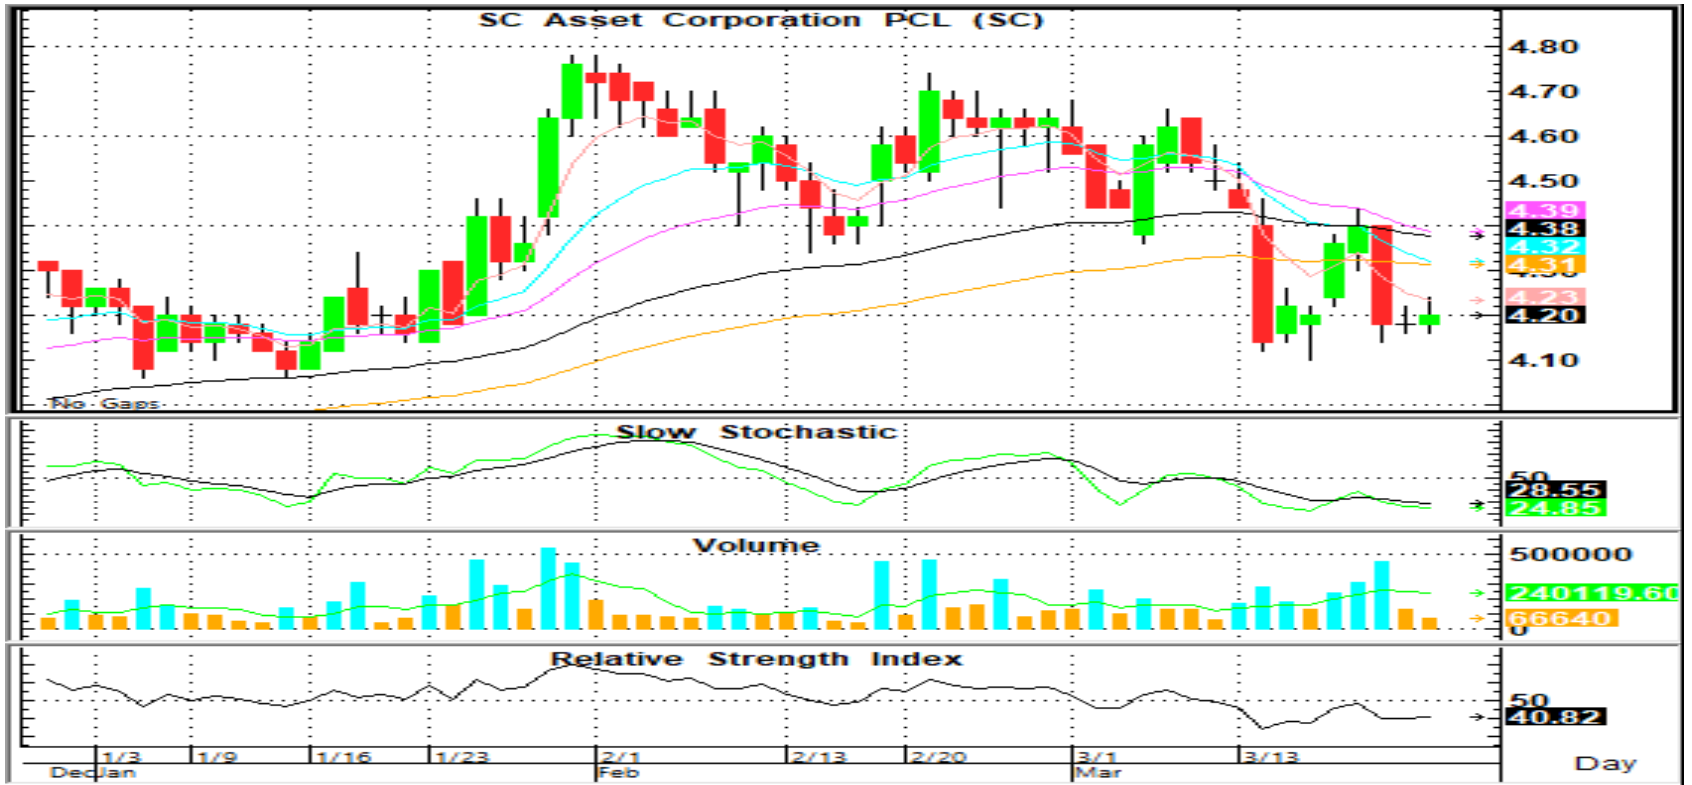 SC Asset Corporation PCL (SC)
4.80
4.70
4.60
4.50
4.39
4.38
4.32
4.31
4.23
4.20
4.10
No Gaps
Slow Stochastic
50
28.55
24.85
Volume
500000
240119.60
66640
0
Relative Strength Index
50
40.82
1/3 1/9 1/16 1/23 2/1 2/13 2/20 3/1 3/13
Dec Jan Feb Mar
Day